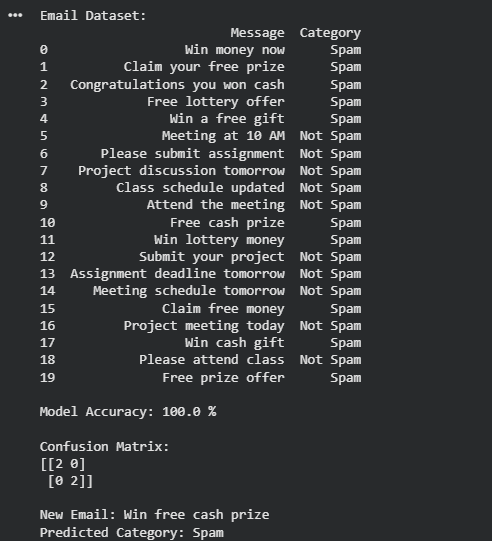 Email Dataset:
Message Category
0 Win money now Spam
1 Claim your free prize Spam
2 Congratulations you won cash Spam
3 Free lottery offer Spam
4 Win a free gift Spam
5 Meeting at 10 AM Not Spam
6 Please submit assignment Not Spam
7 Project discussion tomorrow Not Spam
8 Class schedule updated Not Spam
9 Attend the meeting Not Spam
10 Free cash prize Spam
11 Win lottery money Spam
12 Submit your project Not Spam
13 Assignment deadline tomorrow Not Spam
14 Meeting schedule tomorrow Not Spam
15 Claim free money Spam
16 Project meeting today Not Spam
17 Win cash gift Spam
18 Please attend class Not Spam
19 Free prize offer Spam
Model Accuracy: 100.0 %
Confusion Matrix:
[[2 0]
[0 2]]
New Email: Win free cash prize
Predicted Category: Spam